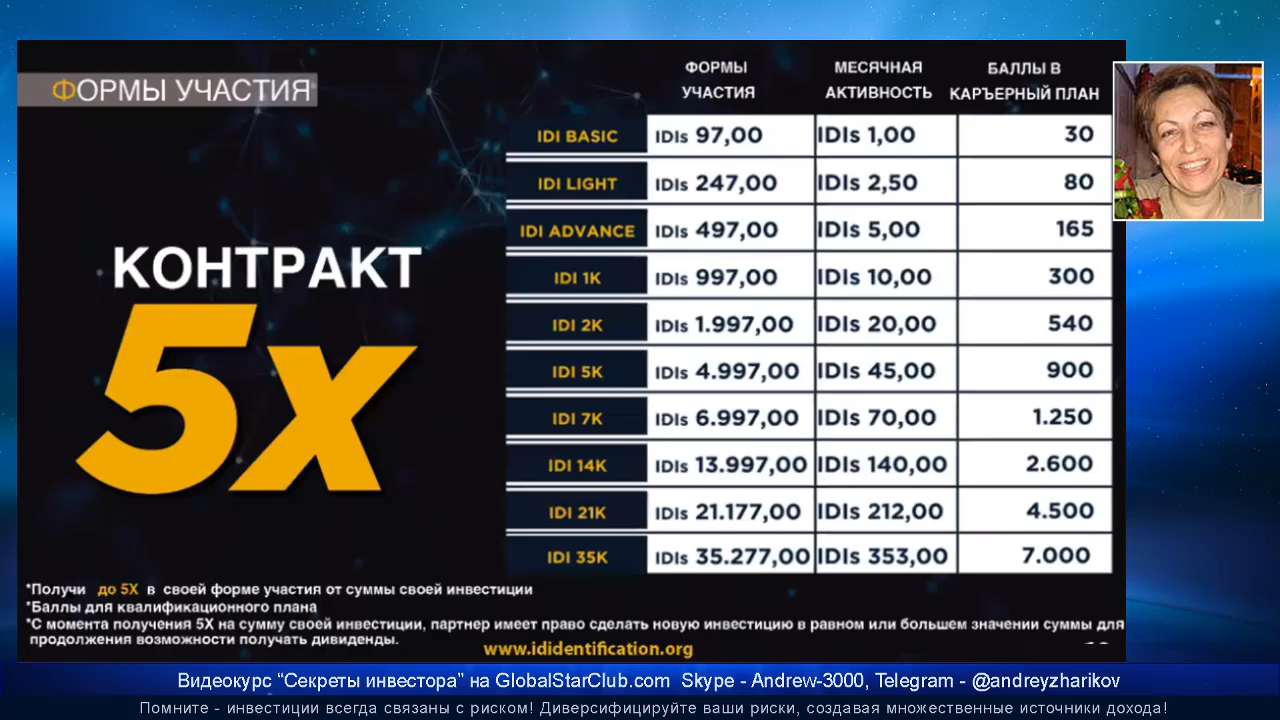 ФОРМЫ УЧАСТИЯ
ФОРМЫ УЧАСТИЯ МЕСЯЧНАЯ АКТИВНОСТЬ БАЛЛЫ В КАРЪЕРНЫЙ ПЛАН
IDI BASIC IDIs 97,00 IDIs 1,00 30
IDI LIGHT IDIs 247,00 IDIs 2,50 80
IDI ADVANCE IDIs 497,00 IDIs 5,00 165
IDI 1K IDIs 997,00 IDIs 10,00 300
IDI 2K IDIs 1.997,00 IDIs 20,00 540
IDI 5K IDIs 4.997,00 IDIs 45,00 900
IDI 7K IDIs 6.997,00 IDIs 70,00 1.250
IDI 14K IDIs 13.997,00 IDIs 140,00 2.600
IDI 21K IDIs 21.177,00 IDIs 212,00 4.500
IDI 35K IDIs 35.277,00 IDIs 353,00 7.000
КОНТРАКТ
5x
*Получи до 5X в своей форме участия от суммы своей инвестиции
*Баллы для квалификационного плана
*С момента получения 5X на сумму своей инвестиции, партнер имеет право сделать новую инвестицию в равном или большем значении суммы для
продолжения возможности получать дивиденды.
www.ididentification.org
Видеокурс "Секреты инвестора" на GlobalStarClub.com Skype - Andrew-3000, Telegram - @andreyzharikov
Помните - инвестиции всегда связаны с риском! Диверсифицируйте ваши риски, создавая множественные источники дохода!